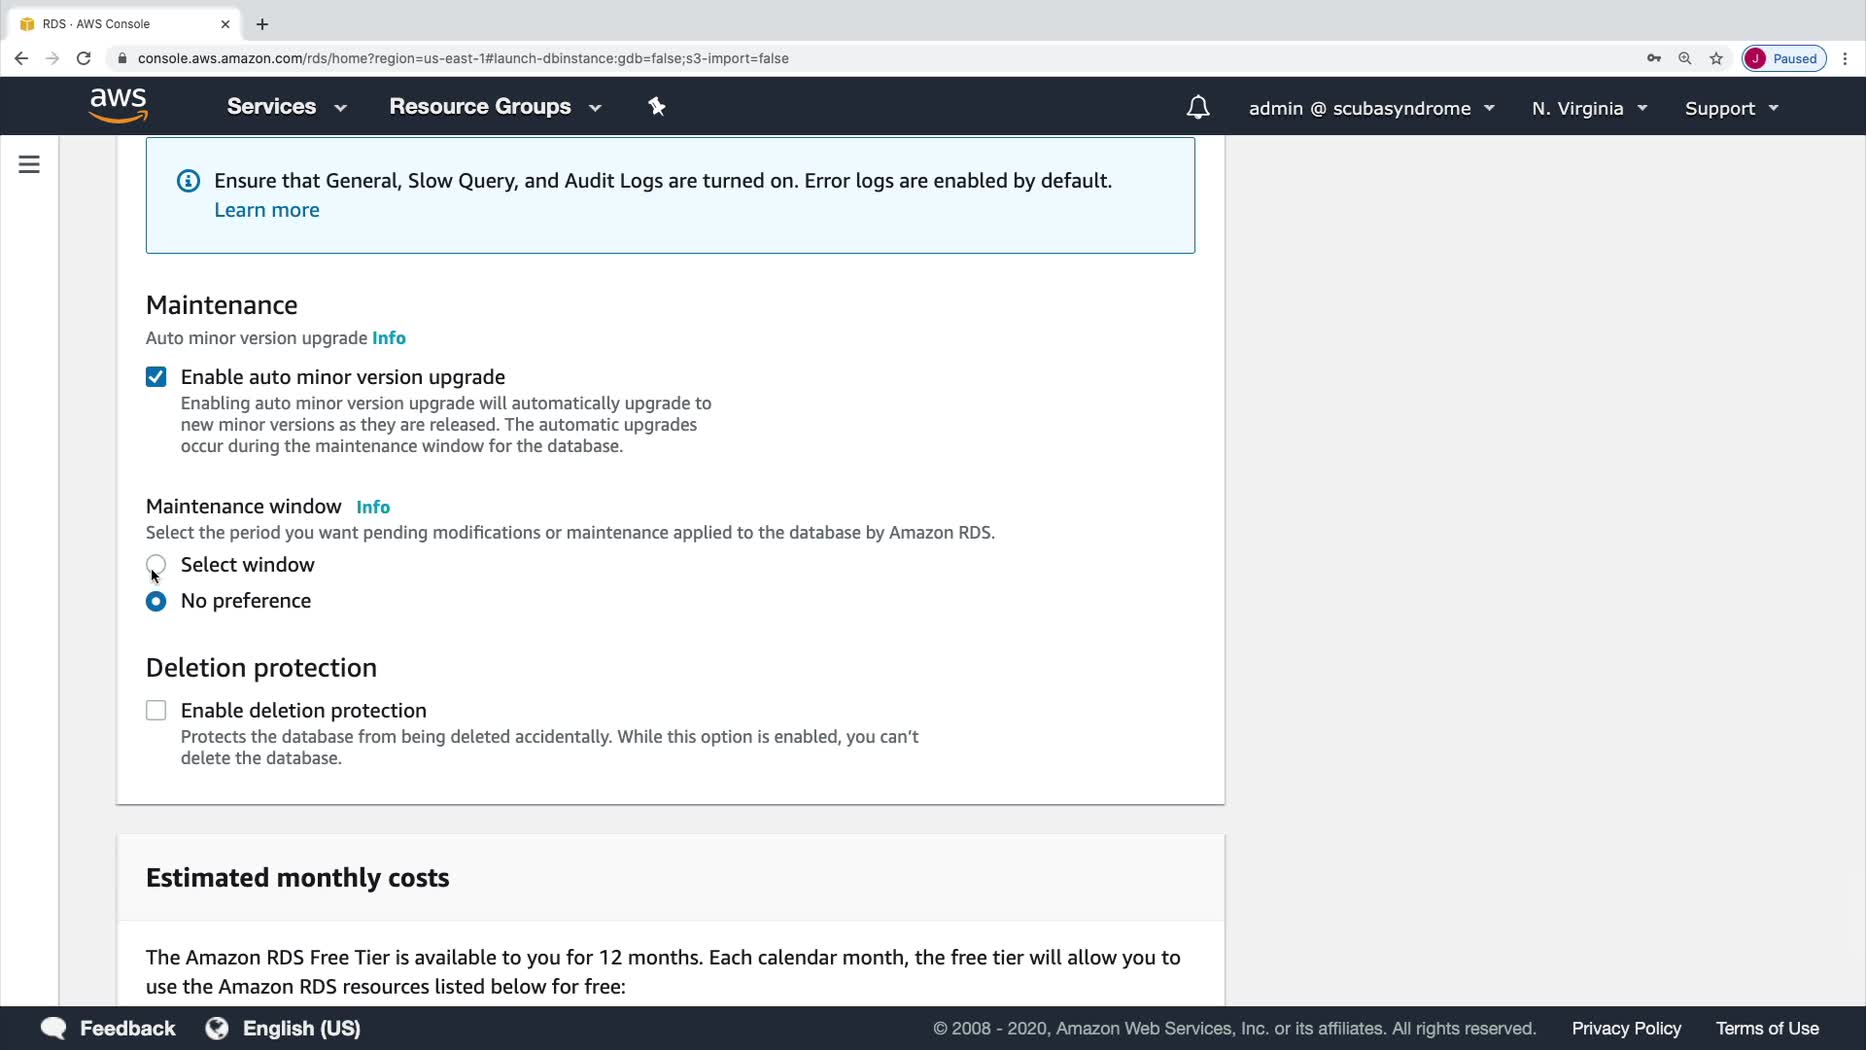 RDS · AWS Console
console.aws.amazon.com/rds/home?region=us-east-1#launch-dbinstance:gdb=false;s3-import=false
J Paused
aws
Services
Resource Groups
admin @ scubasyndrome
N. Virginia
Support
Ensure that General, Slow Query, and Audit Logs are turned on. Error logs are enabled by default.
Learn more
Maintenance
Auto minor version upgrade Info
Enable auto minor version upgrade
Enabling auto minor version upgrade will automatically upgrade to
new minor versions as they are released. The automatic upgrades
occur during the maintenance window for the database.
Maintenance window Info
Select the period you want pending modifications or maintenance applied to the database by Amazon RDS.
Select window
No preference
Deletion protection
Enable deletion protection
Protects the database from being deleted accidentally. While this option is enabled, you can't
delete the database.
Estimated monthly costs
The Amazon RDS Free Tier is available to you for 12 months. Each calendar month, the free tier will allow you to
use the Amazon RDS resources listed below for free:
Feedback
English (US)
© 2008 - 2020, Amazon Web Services, Inc. or its affiliates. All rights reserved.
Privacy Policy
Terms of Use